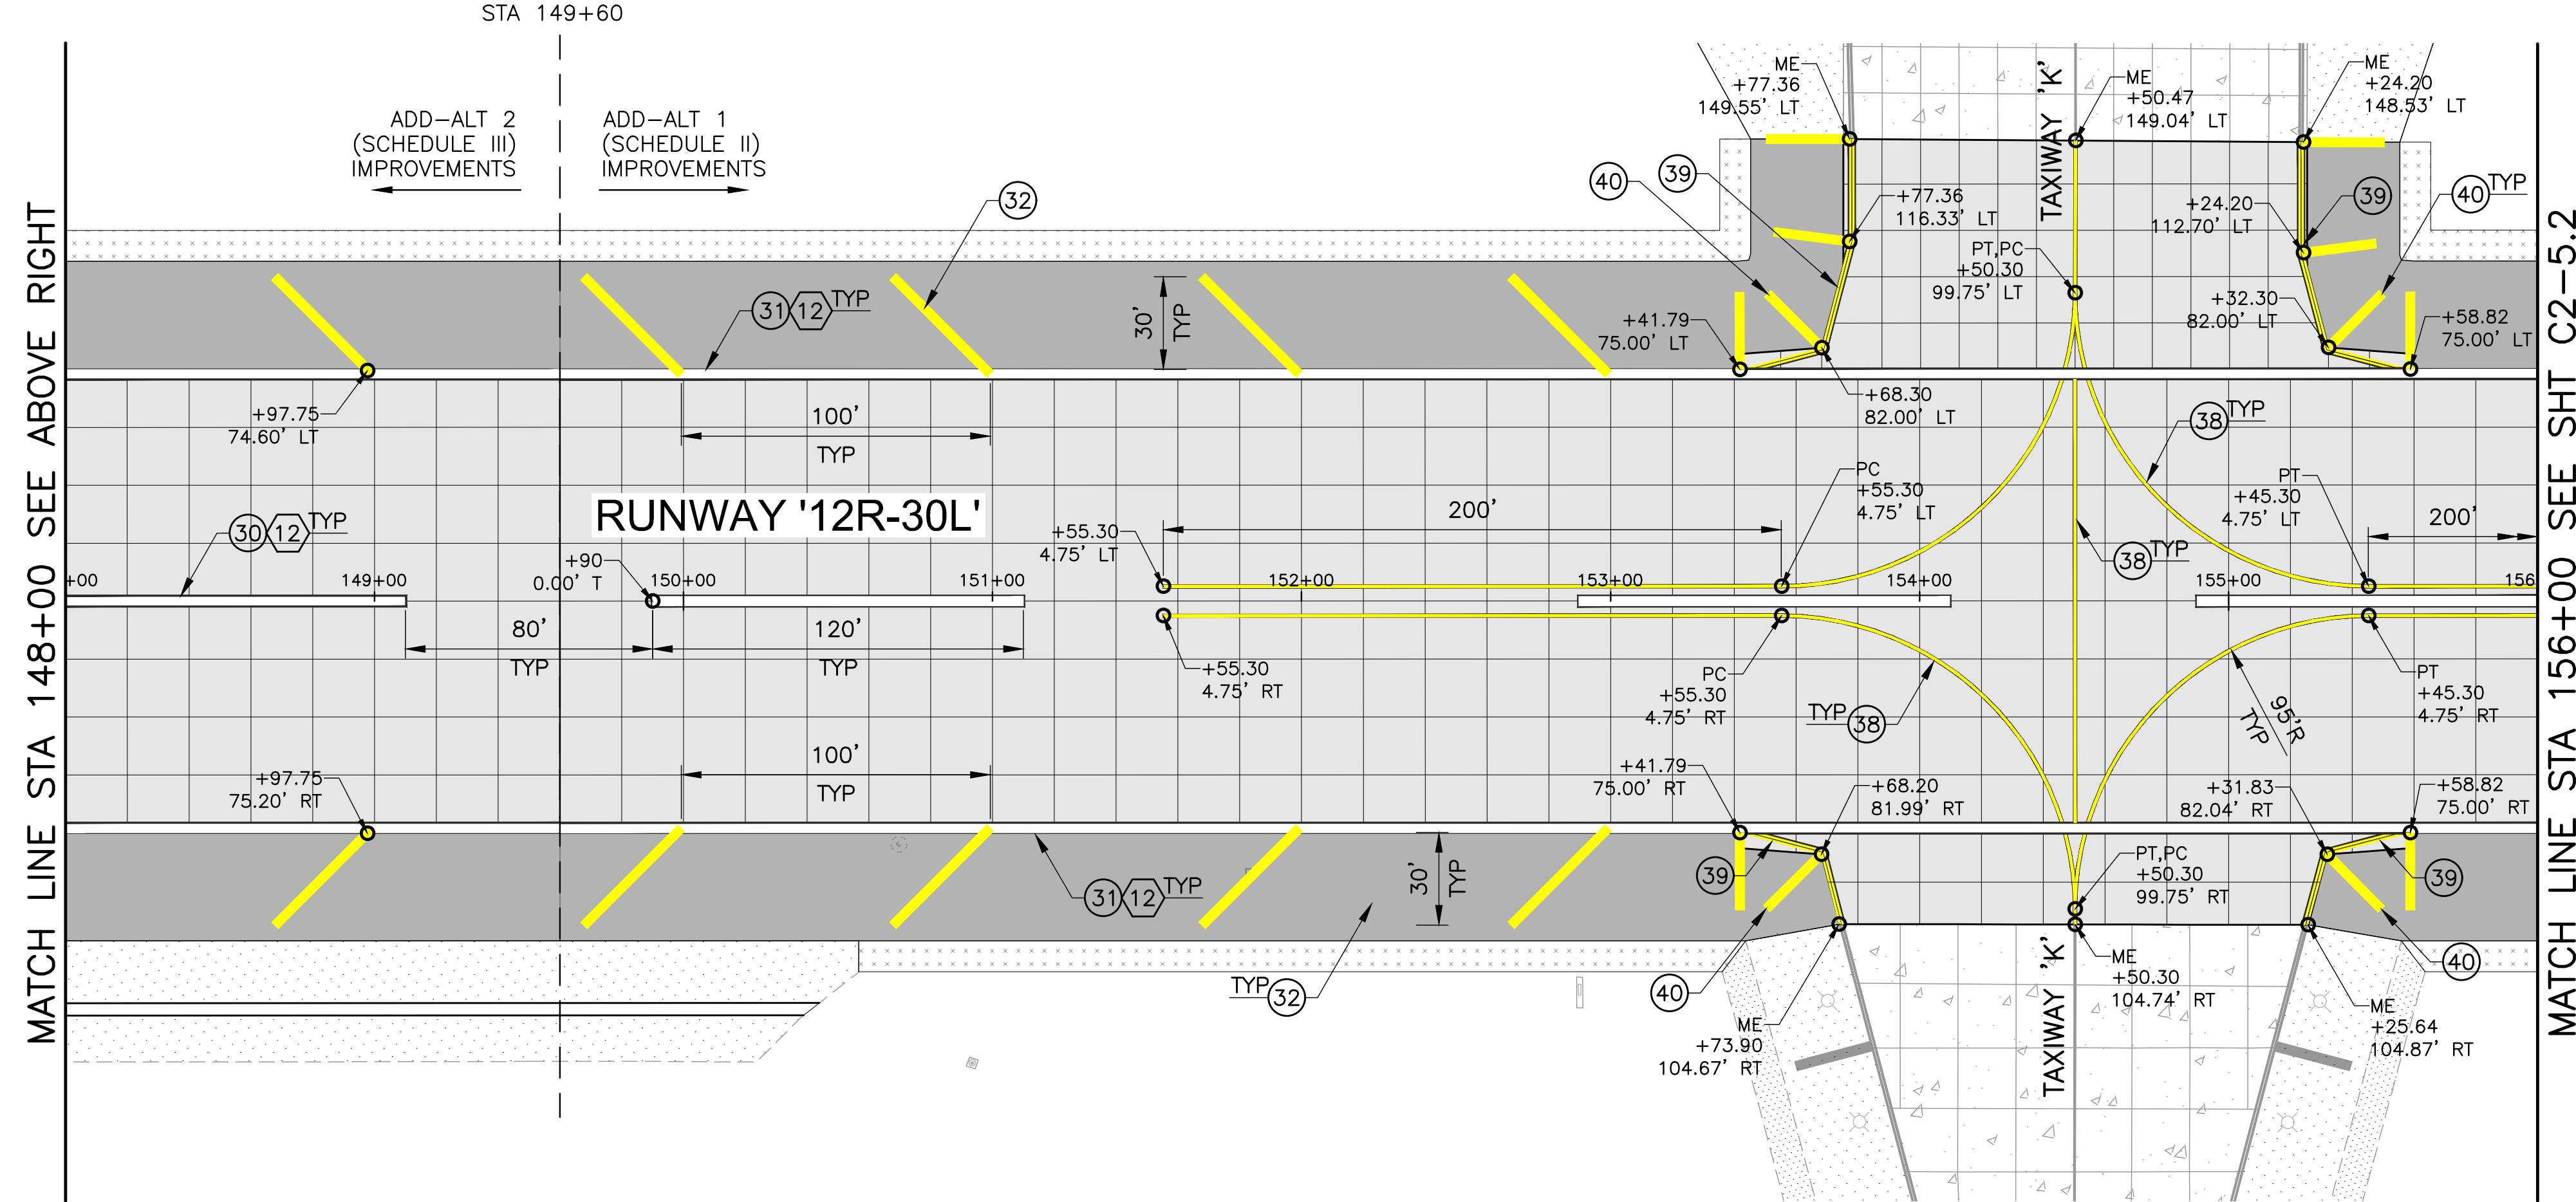 STA 149+60
ADD-ALT 2
(SCHEDULE III)
IMPROVEMENTS
ADD-ALT 1
(SCHEDULE II)
IMPROVEMENTS
MATCH LINE STA 148+00 SEE ABOVE RIGHT
MATCH LINE STA 156+00 SEE SHT C2-5.2
32
31 12 TYP
30'
TYP
40
39
ME
+77.36
149.55' LT
TAXIWAY 'K'
ME
+50.47
149.04' LT
ME
+24.20
148.53' LT
+77.36
116.33' LT
+24.20
112.70' LT
39
40 TYP
PT,PC
+50.30
99.75' LT
+41.79
75.00' LT
+32.30
82.00' LT
+58.82
75.00' LT
+68.30
82.00' LT
+97.75
74.60' LT
100'
TYP
38 TYP
RUNWAY '12R-30L'
30 12 TYP
+90
0.00' T
+55.30
4.75' LT
200'
PC
+55.30
4.75' LT
PT
+45.30
4.75' LT
200'
38 TYP
+00
149+00
150+00
151+00
152+00
153+00
154+00
155+00
156
80'
TYP
120'
TYP
+55.30
4.75' RT
PC
+55.30
4.75' RT
PT
+45.30
4.75' RT
TYP 38
95'R
TYP
100'
TYP
+97.75
75.20' RT
+41.79
75.00' RT
+68.20
81.99' RT
+31.83
82.04' RT
+58.82
75.00' RT
31 12 TYP
30'
TYP
39
PT,PC
+50.30
99.75' RT
39
TYP 32
40
40
ME
+73.90
104.67' RT
TAXIWAY 'K'
ME
+50.30
104.74' RT
ME
+25.64
104.87' RT